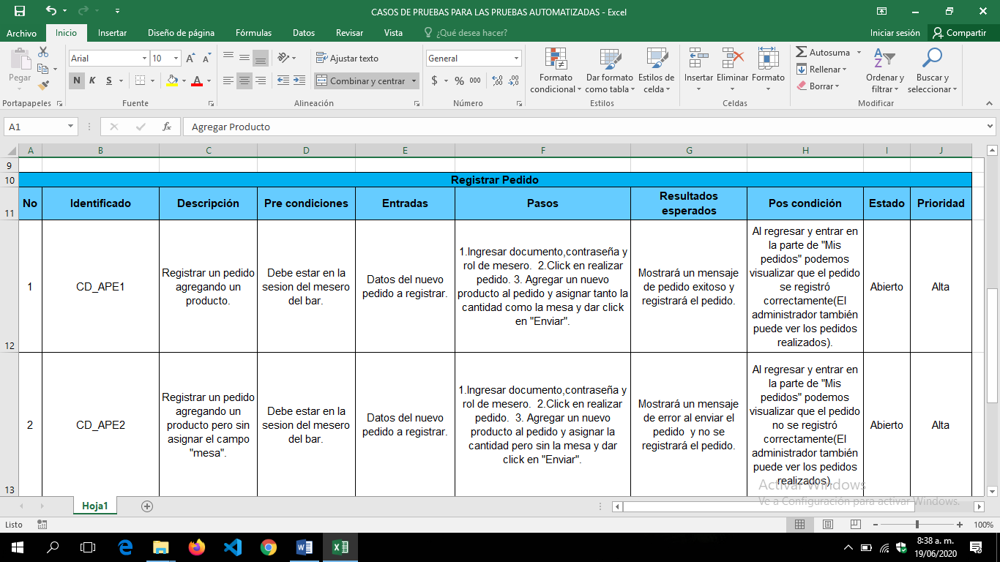 CASOS DE PRUEBAS PARA LAS PRUEBAS AUTOMATIZADAS - Excel
Archivo Inicio Insertar Diseño de página Fórmulas Datos Revisar Vista ¿Qué desea hacer? Iniciar sesión Compartir
Pegar
Arial 10
N K S
Ajustar texto
Combinar y centrar
General
$ % 000
Formato condicional
Dar formato como tabla
Estilos de celda
Insertar Eliminar Formato
Autosuma
Rellenar
Borrar
Ordenar y filtrar
Buscar y seleccionar
Portapapeles Fuente Alineación Número Estilos Celdas Modificar
A1 fx Agregar Producto
A B C D E F G H I J
9
10 Registrar Pedido
11 No Identificado Descripción Pre condiciones Entradas Pasos Resultados esperados Pos condición Estado Prioridad
12
1
CD_APE1
Registrar un pedido
agregando un
producto.
Debe estar en la
sesion del mesero
del bar.
Datos del nuevo
pedido a registrar.
1.Ingresar documento,contraseña y
rol de mesero. 2.Click en realizar
pedido. 3. Agregar un nuevo
producto al pedido y asignar tanto la
cantidad como la mesa y dar click
en "Enviar".
Mostrará un mensaje
de pedido exitoso y
registrará el pedido.
Al regresar y entrar en
la parte de "Mis
pedidos" podemos
visualizar que el pedido
se registró
correctamente(El
administrador también
puede ver los pedidos
realizados).
Abierto
Alta
13
2
CD_APE2
Registrar un pedido
agregando un
producto pero sin
asignar el campo
"mesa".
Debe estar en la
sesion del mesero
del bar.
Datos del nuevo
pedido a registrar.
1.Ingresar documento,contraseña y
rol de mesero. 2.Click en realizar
pedido. 3. Agregar un nuevo
producto al pedido y asignar la
cantidad pero sin la mesa y dar
click en "Enviar".
Mostrará un mensaje
de error al enviar el
pedido y no se
registrará el pedido.
Al regresar y entrar en
la parte de "Mis
pedidos" podemos
visualizar que el pedido
no se registró
correctamente(El
administrador también
puede ver los pedidos
realizados).
Abierto
Alta
Activar Windows
Ve a Configuración para activar Windows.
Hoja1
Listo 100%
8:38 a. m.
19/06/2020